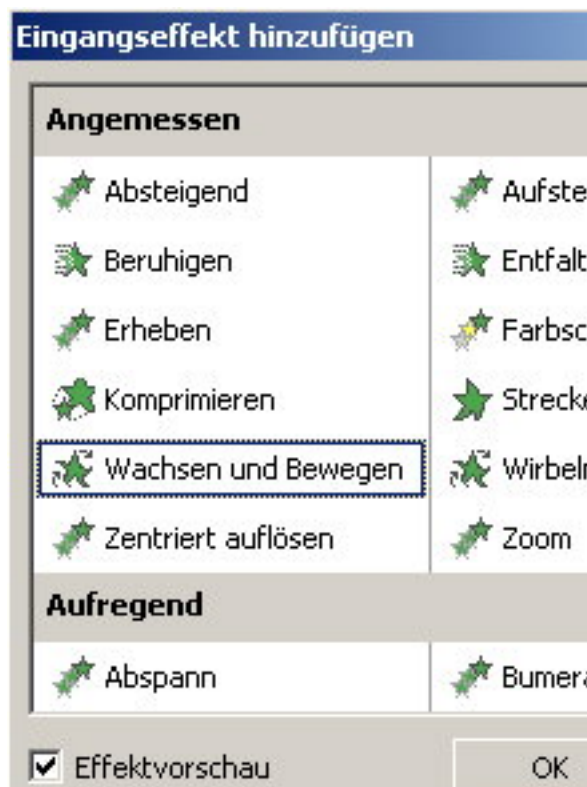 Eingangseffekt hinzufügen
Angemessen
Absteigend
Beruhigen
Erheben
Komprimieren
Wachsen und Bewegen
Zentriert auflösen
Zoom
Aufregend
Abspann
Effektvorschau
OK